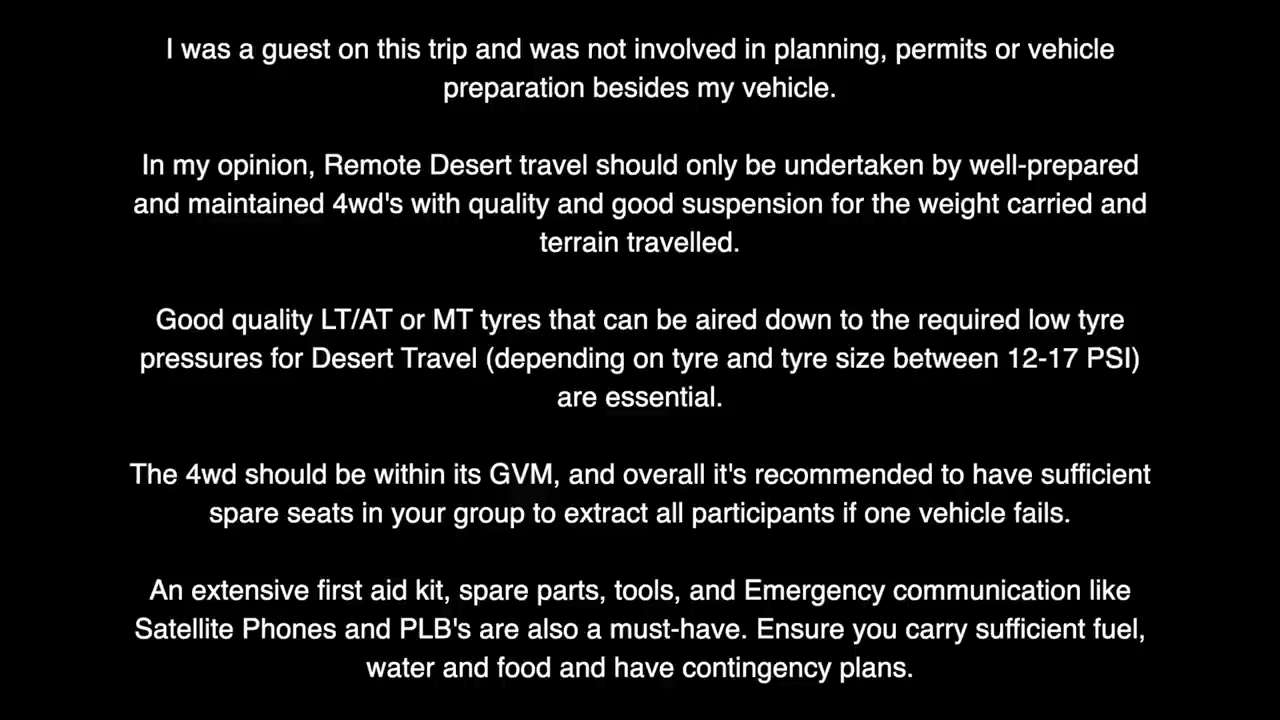 I was a guest on this trip and was not involved in planning, permits or vehicle
preparation besides my vehicle.
In my opinion, Remote Desert travel should only be undertaken by well-prepared
and maintained 4wd's with quality and good suspension for the weight carried and
terrain travelled.
Good quality LT/AT or MT tyres that can be aired down to the required low tyre
pressures for Desert Travel (depending on tyre and tyre size between 12-17 PSI)
are essential.
The 4wd should be within its GVM, and overall it's recommended to have sufficient
spare seats in your group to extract all participants if one vehicle fails.
An extensive first aid kit, spare parts, tools, and Emergency communication like
Satellite Phones and PLB's are also a must-have. Ensure you carry sufficient fuel,
water and food and have contingency plans.